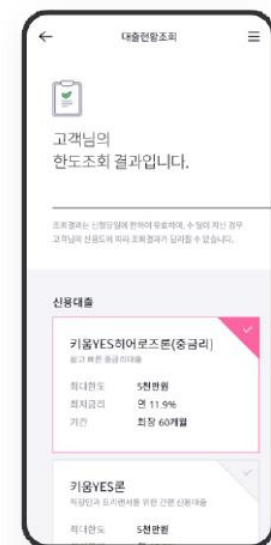 대출현황조회
고객님의
한도조회 결과입니다.
조회결과는 신청당일에 한하여 유효하며, 수 일이 지난 경우
고객님의 신용도에 따라 조회결과가 달라질 수 있습니다.
신용대출
키움YES히어로즈론(중금리)
쉽고 빠른 중금리대출
최대한도 5천만원
최저금리 연 11.9%
기간 최장 60개월
키움YES론
직장인과 프리랜서를 위한 간편 신용대출
최대한도 5천만원